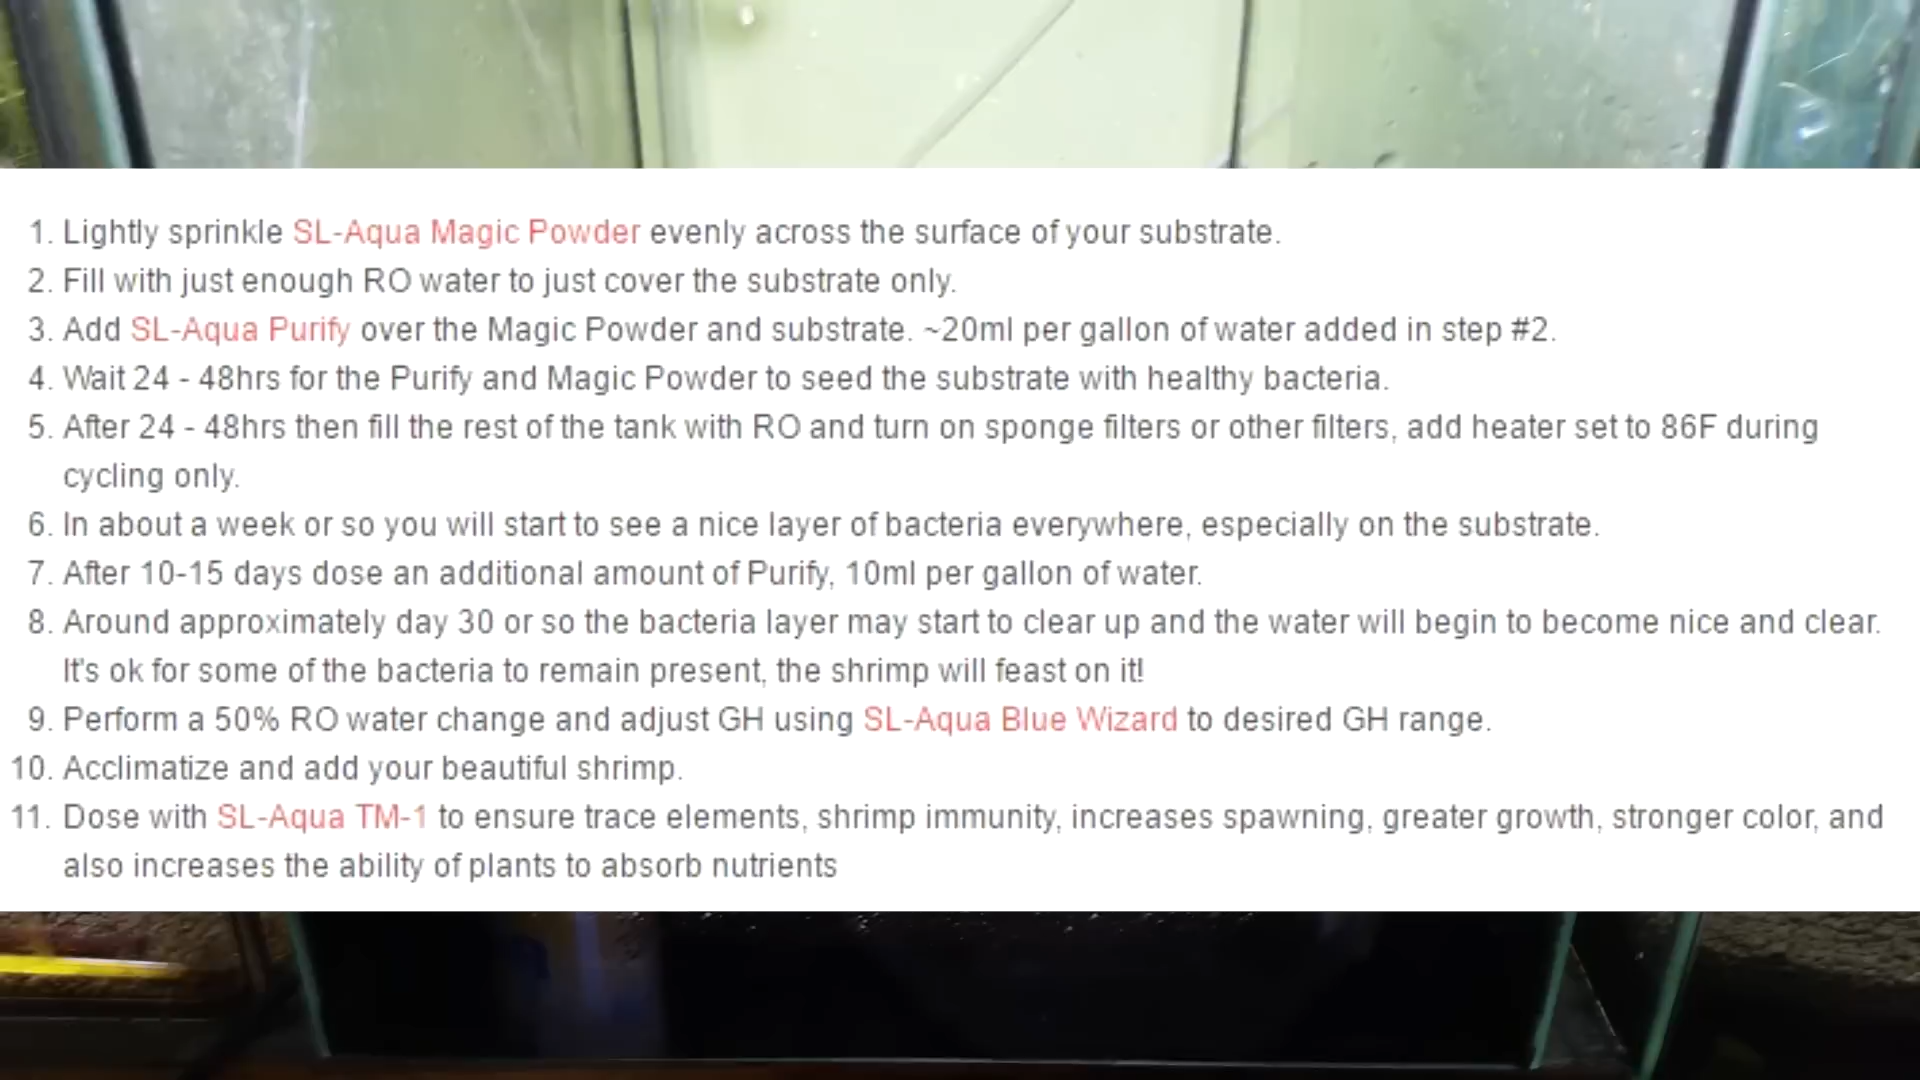 1. Lightly sprinkle SL-Aqua Magic Powder evenly across the surface of your substrate.
2. Fill with just enough RO water to just cover the substrate only.
3. Add SL-Aqua Purify over the Magic Powder and substrate. ~20ml per gallon of water added in step #2.
4. Wait 24 - 48hrs for the Purify and Magic Powder to seed the substrate with healthy bacteria.
5. After 24 - 48hrs then fill the rest of the tank with RO and turn on sponge filters or other filters, add heater set to 86F during
cycling only.
6. In about a week or so you will start to see a nice layer of bacteria everywhere, especially on the substrate.
7. After 10-15 days dose an additional amount of Purify, 10ml per gallon of water.
8. Around approximately day 30 or so the bacteria layer may start to clear up and the water will begin to become nice and clear.
It's ok for some of the bacteria to remain present, the shrimp will feast on it!
9. Perform a 50% RO water change and adjust GH using SL-Aqua Blue Wizard to desired GH range.
10. Acclimatize and add your beautiful shrimp.
11. Dose with SL-Aqua TM-1 to ensure trace elements, shrimp immunity, increases spawning, greater growth, stronger color, and
also increases the ability of plants to absorb nutrients